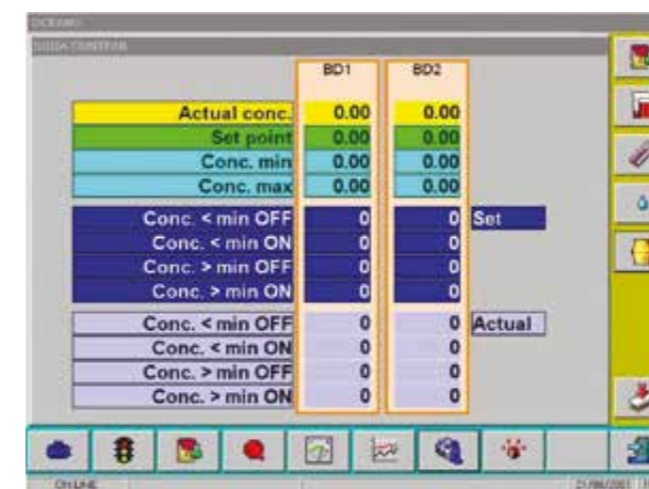 BD1 BD2
Actual conc. 0.00 0.00
Set point 0.00 0.00
Conc. min 0.00 0.00
Conc. max 0.00 0.00
Conc. < min OFF 0 0 Set
Conc. < min ON 0 0
Conc. > min OFF 0 0
Conc. > min ON 0 0
Conc. < min OFF 0 0 Actual
Conc. < min ON 0 0
Conc. > min OFF 0 0
Conc. > min ON 0 0
ON LINE